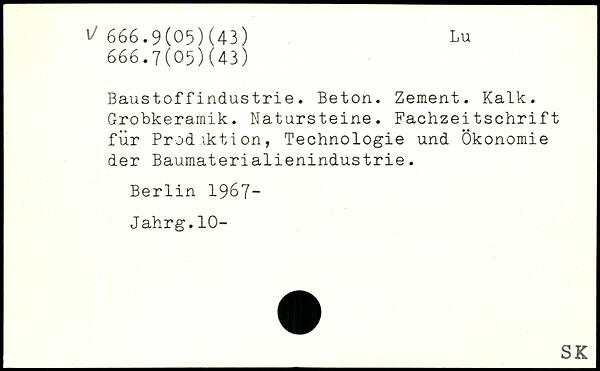 √ 666.9(05)(43) Lu
666.7(05)(43)
Baustoffindustrie. Beton. Zement. Kalk.
Grobkeramik. Natursteine. Fachzeitschrift
für Produktion, Technologie und Ökonomie
der Baumaterialienindustrie.
Berlin 1967-
Jahrg.10-
SK